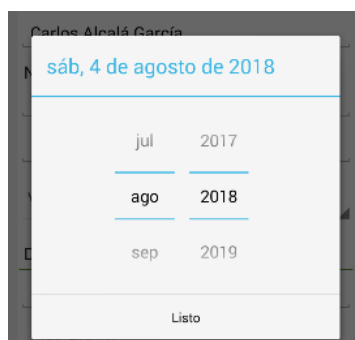 Carlos Alcalá García
sáb, 4 de agosto de 2018
jul 2017
ago 2018
sep 2019
Listo